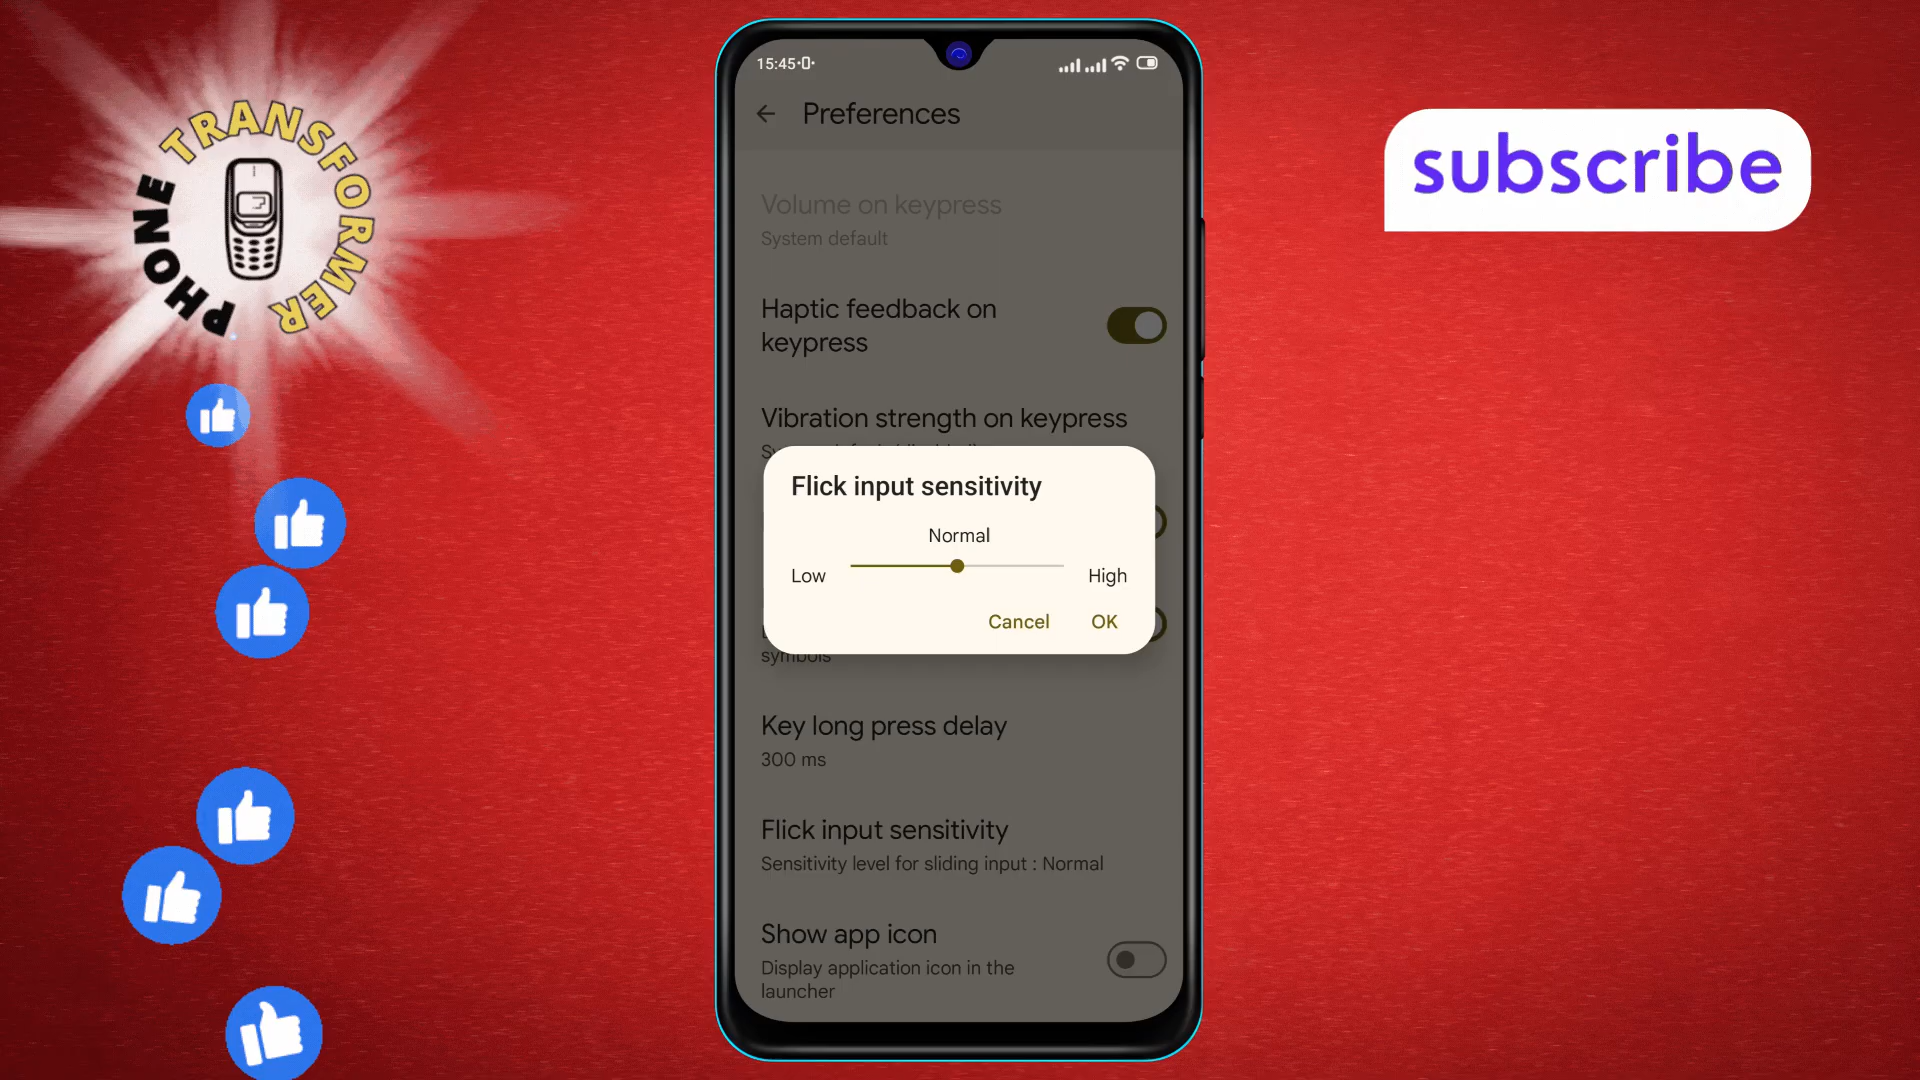 PHONE TRANSFORMER
subscribe
15:45
Preferences
Volume on keypress
System default
Haptic feedback on
keypress
Vibration strength on keypress
Flick input sensitivity
Normal
Low
High
Cancel
OK
symbols
Key long press delay
300 ms
Flick input sensitivity
Sensitivity level for sliding input : Normal
Show app icon
Display application icon in the
launcher